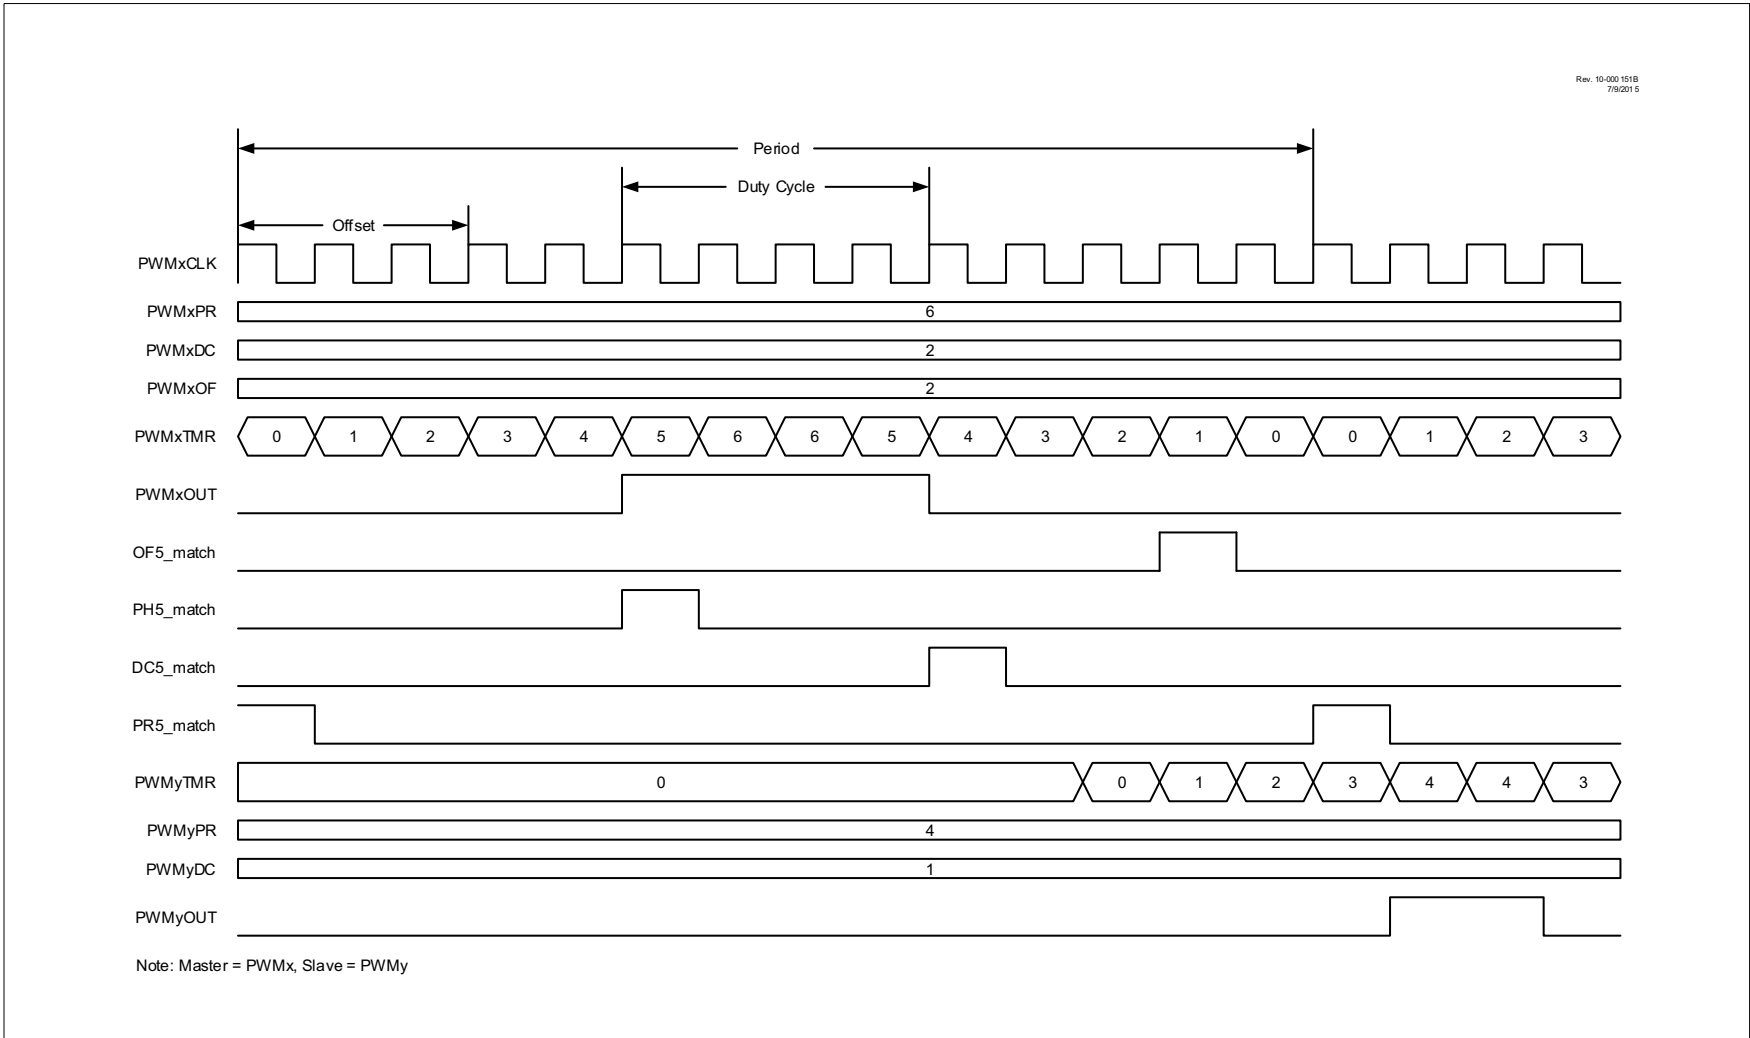 Rev. 10-000 151B
7/9/201 5
Period
Duty Cycle
Offset
PWMxCLK
PWMxPR 6
PWMxDC 2
PWMxOF 2
PWMxTMR 0 1 2 3 4 5 6 6 5 4 3 2 1 0 0 1 2 3
PWMxOUT
OF5_match
PH5_match
DC5_match
PR5_match
PWMyTMR 0 0 1 2 3 4 4 3
PWMyPR 4
PWMyDC 1
PWMyOUT
Note: Master = PWMx, Slave = PWMy